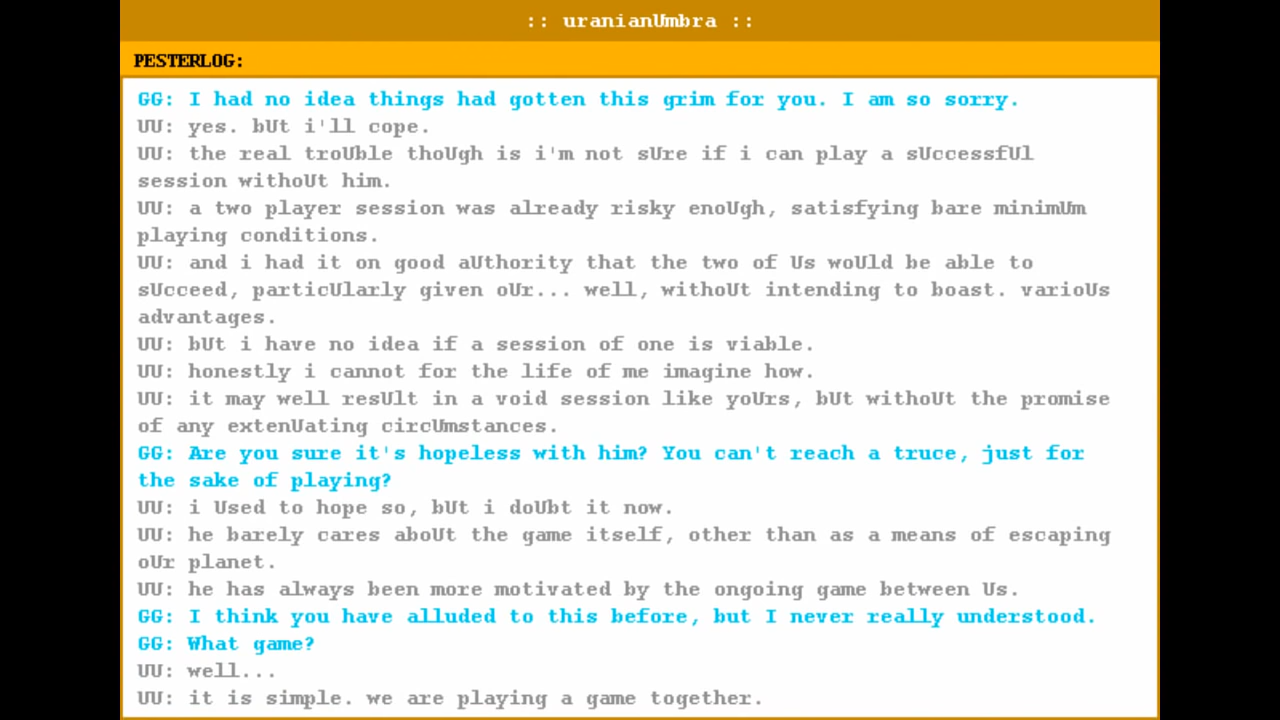 :: uranianUmbra ::
PESTERLOG:
GG: I had no idea things had gotten this grim for you. I am so sorry.
UU: yes. bUt i'll cope.
UU: the real troUble thoUgh is i'm not sUre if i can play a sUccessfUl
session withoUt him.
UU: a two player session was already risky enoUgh, satisfying bare minimUm
playing conditions.
UU: and i had it on good aUthority that the two of Us woUld be able to
sUcceed, particUlarly given oUr... well, withoUt intending to boast. varioUs
advantages.
UU: bUt i have no idea if a session of one is viable.
UU: honestly i cannot for the life of me imagine how.
UU: it may well resUlt in a void session like yoUrs, bUt withoUt the promise
of any extenUating circUmstances.
GG: Are you sure it's hopeless with him? You can't reach a truce, just for
the sake of playing?
UU: i Used to hope so, bUt i doUbt it now.
UU: he barely cares aboUt the game itself, other than as a means of escaping
oUr planet.
UU: he has always been more motivated by the ongoing game between Us.
GG: I think you have alluded to this before, but I never really understood.
GG: What game?
UU: well...
UU: it is simple. we are playing a game together.